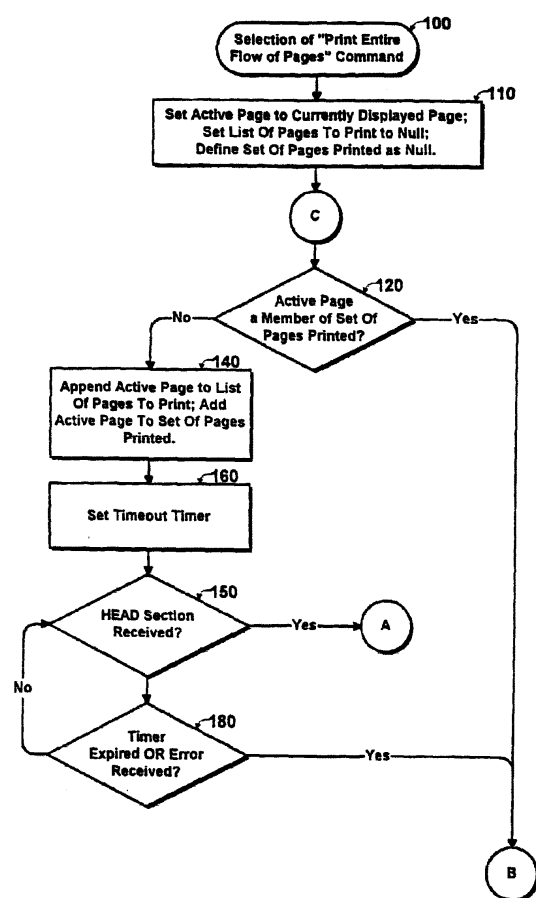 100
Selection of "Print Entire
Flow of Pages" Command
110
Set Active Page to Currently Displayed Page;
Set List Of Pages To Print to Null;
Define Set Of Pages Printed as Null.
C
120
Active Page
a Member of Set Of
Pages Printed?
No
Yes
140
Append Active Page to List
Of Pages To Print; Add
Active Page To Set Of Pages
Printed.
160
Set Timeout Timer
150
HEAD Section
Received?
Yes
A
No
180
Timer
Expired OR Error
Received?
Yes
B